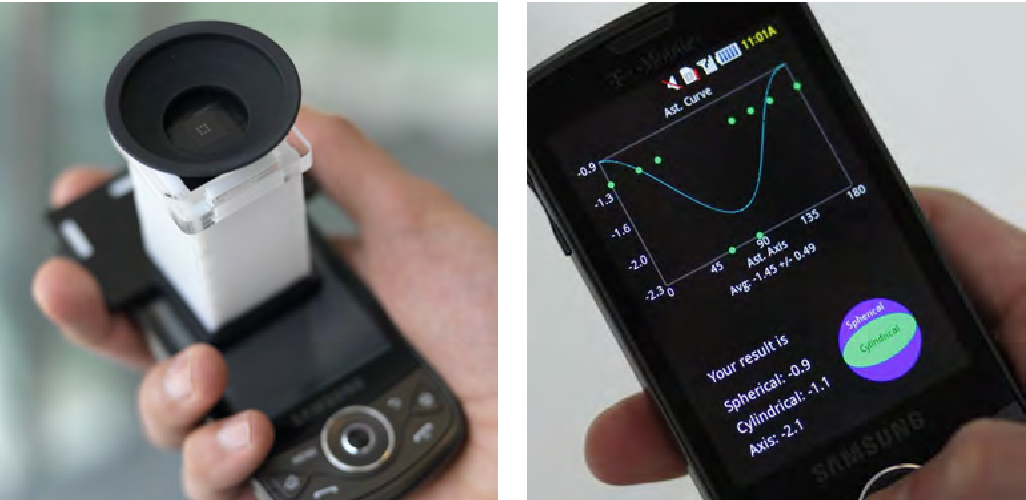 SAMSUNG
T-Mobile
11:01A
Ast. Curve
-0.9
-1.3
-1.6
-2.0
-2.3
0 45 90 135 180
Ast. Axis
Avg. -1.45 +/- 0.49
Your result is
Spherical: -0.9
Cylindrical: -1.1
Axis: -2.1
Spherical
Cylindrical
SAMSUNG